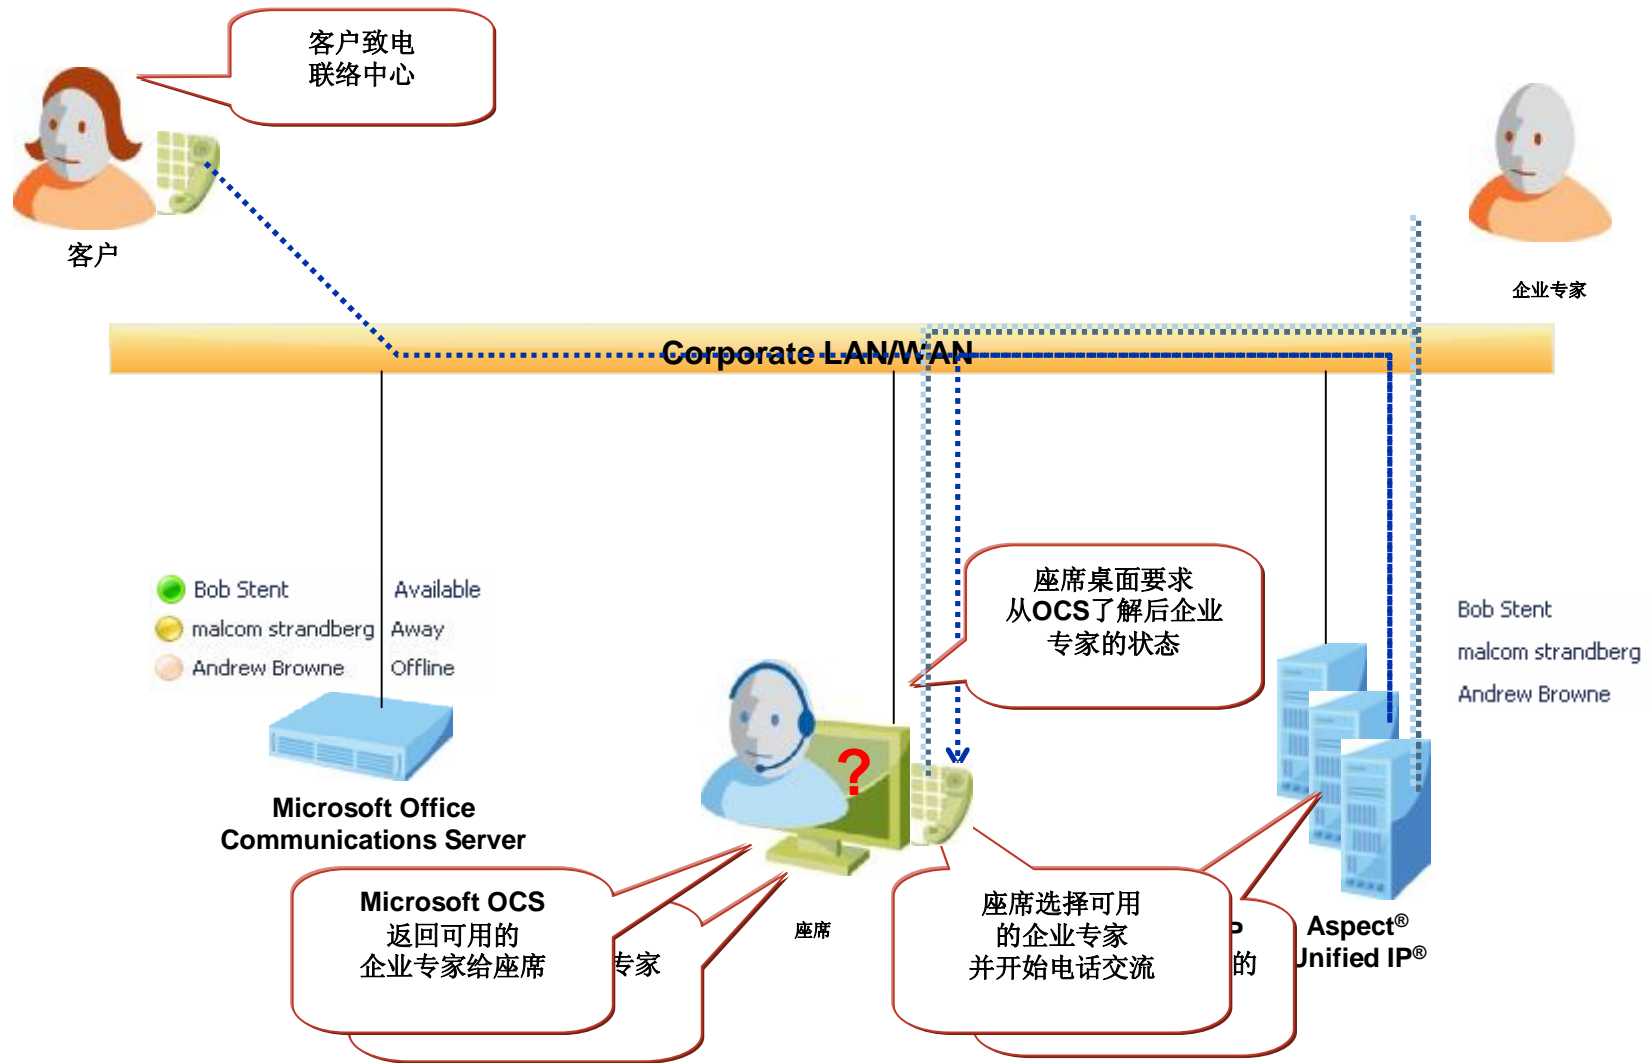 客户致电
联络中心
客户
企业专家
Corporate LAN/WAN
Bob Stent Available
malcom strandberg Away
Andrew Browne Offline
座席桌面要求
从OCS了解后企业
专家的状态
Bob Stent
malcom strandberg
Andrew Browne
?
Microsoft Office
Communications Server
Microsoft OCS
返回可用的
企业专家给座席
专家
座席
座席选择可用
的企业专家
并开始电话交流
P
的
Aspect®
Unified IP®